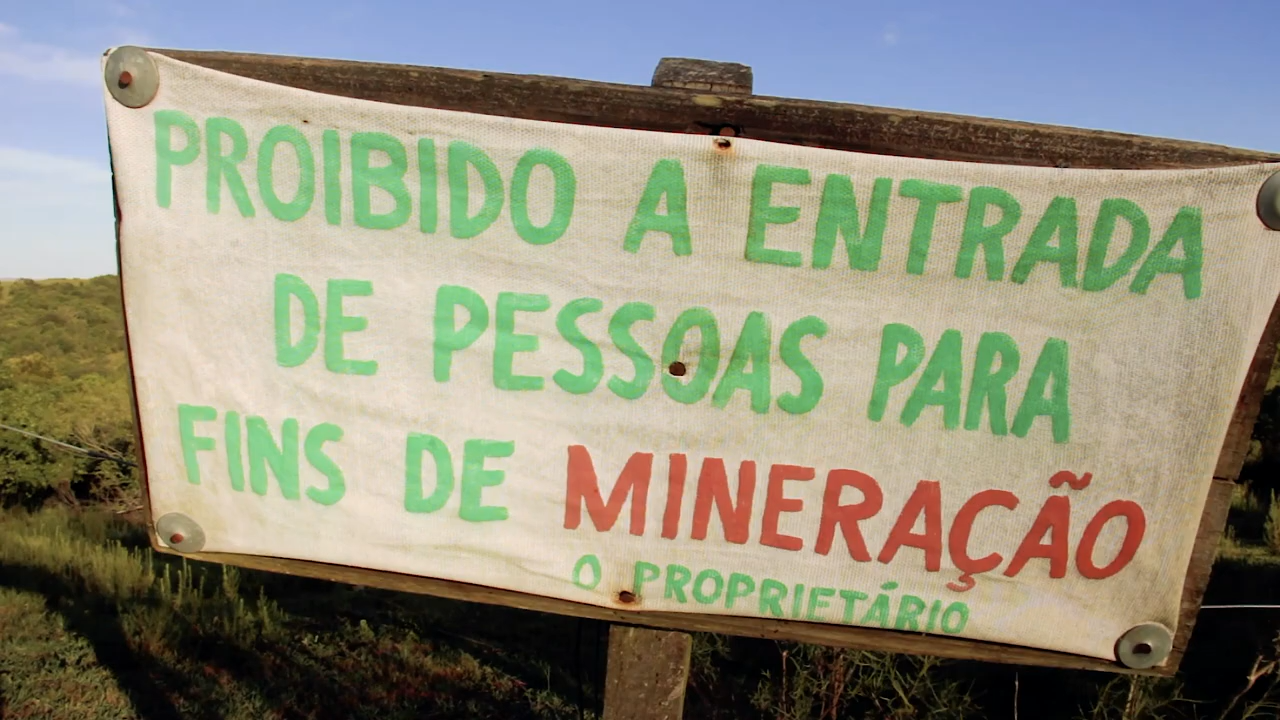 PROIBIDO A ENTRADA
DE PESSOAS PARA
FINS DE MINERAÇÃO
O PROPRIETÁRIO